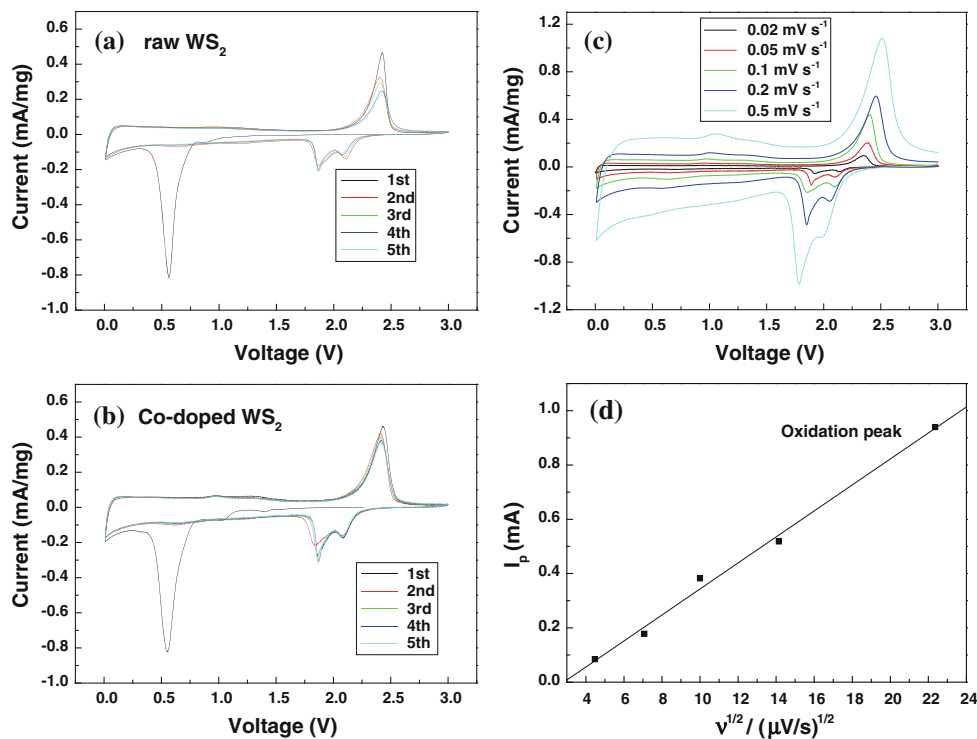 (a) raw WS₂
Current (mA/mg)
0.6
0.4
0.2
0.0
-0.2
-0.4
-0.6
-0.8
-1.0
1st
2nd
3rd
4th
5th
0.0 0.5 1.0 1.5 2.0 2.5 3.0
Voltage (V)
(c)
0.02 mV s⁻¹
0.05 mV s⁻¹
0.1 mV s⁻¹
0.2 mV s⁻¹
0.5 mV s⁻¹
Current (mA/mg)
1.2
0.8
0.4
0.0
-0.4
-0.8
-1.2
0.0 0.5 1.0 1.5 2.0 2.5 3.0
Voltage (V)
(b) Co-doped WS₂
Current (mA/mg)
0.6
0.4
0.2
0.0
-0.2
-0.4
-0.6
-0.8
-1.0
1st
2nd
3rd
4th
5th
0.0 0.5 1.0 1.5 2.0 2.5 3.0
Voltage (V)
(d)
Oxidation peak
Iₚ (mA)
1.0
0.8
0.6
0.4
0.2
0.0
4 6 8 10 12 14 16 18 20 22 24
ν¹/² / (μV/s)¹/²